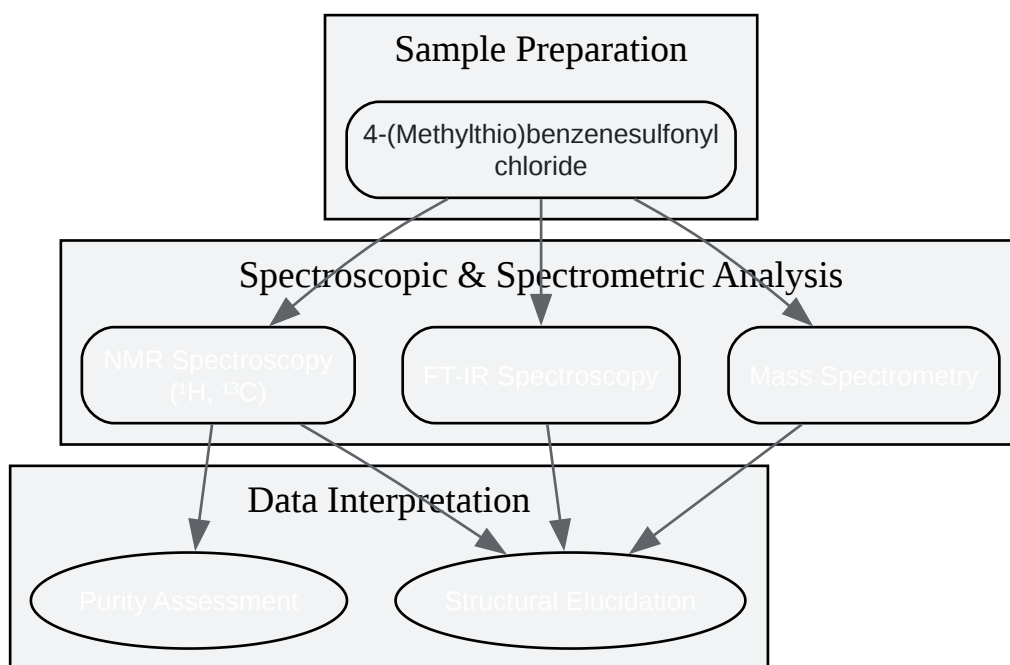 Sample Preparation
4-(Methylthio)benzenesulfonyl
chloride
Spectroscopic & Spectrometric Analysis
NMR Spectroscopy
(¹H, ¹³C)
FT-IR Spectroscopy
Mass Spectrometry
Data Interpretation
Purity Assessment
Structural Elucidation